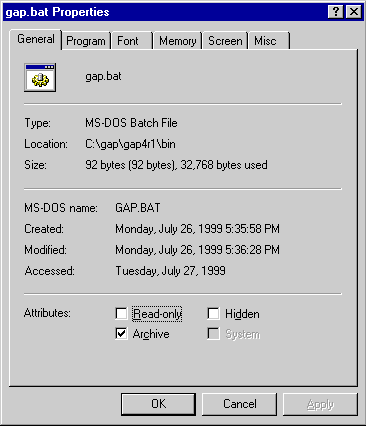 gap.bat Properties
General Program Font Memory Screen Misc
gap.bat
Type: MS-DOS Batch File
Location: C:\gap\gap4r1\bin
Size: 92 bytes (92 bytes), 32,768 bytes used
MS-DOS name: GAP.BAT
Created: Monday, July 26, 1999 5:35:58 PM
Modified: Monday, July 26, 1999 5:36:28 PM
Accessed: Tuesday, July 27, 1999
Attributes: Read-only Hidden
Archive System
OK Cancel Apply